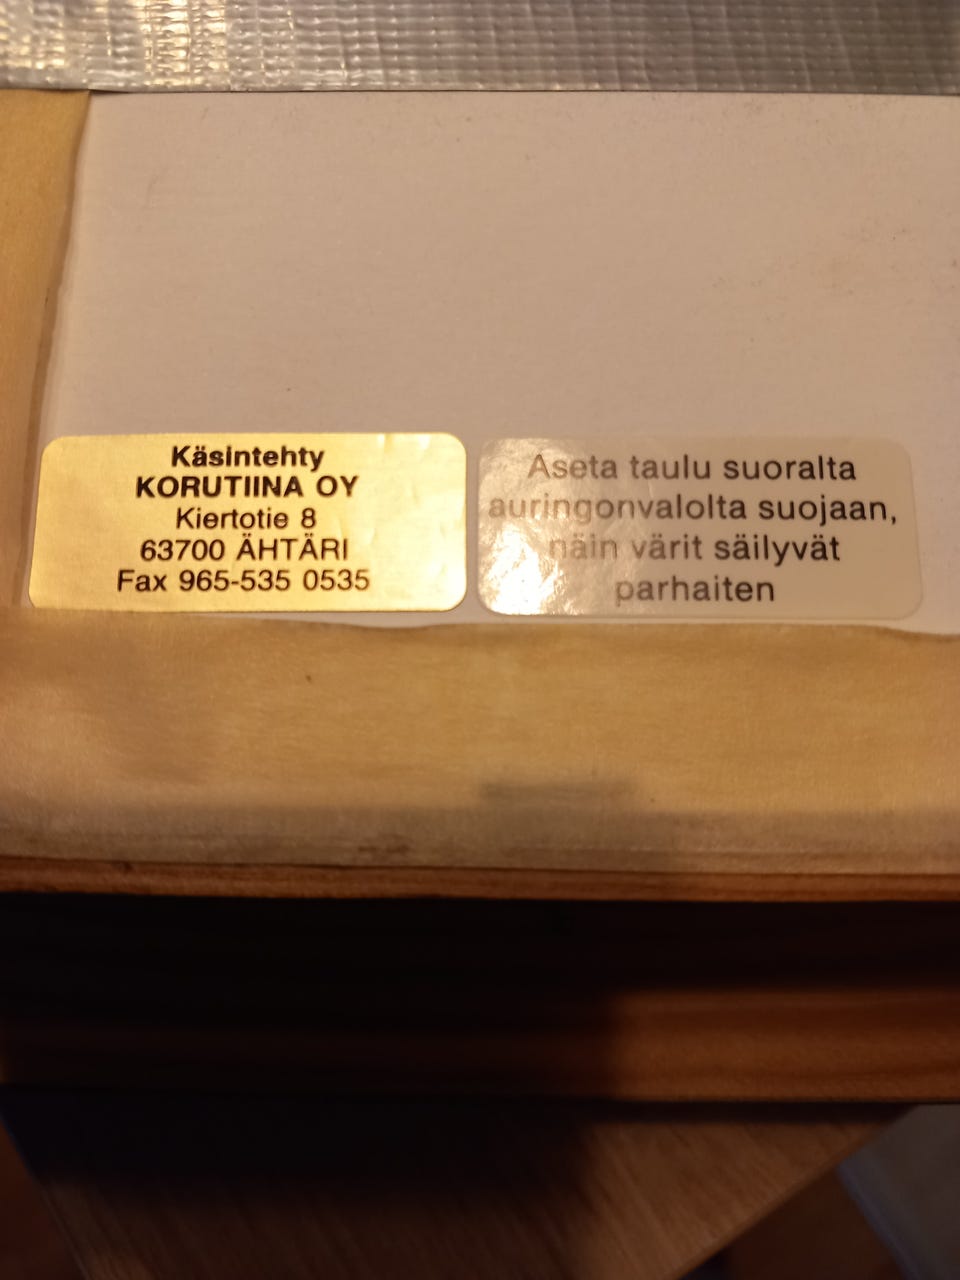 Käsintehty
KORUTIINA OY
Kiertotie 8
63700 ÄHTÄRI
Fax 965-535 0535
Aseta taulu suoralta
auringonvalolta suojaan,
näin värit säilyvät
parhaiten